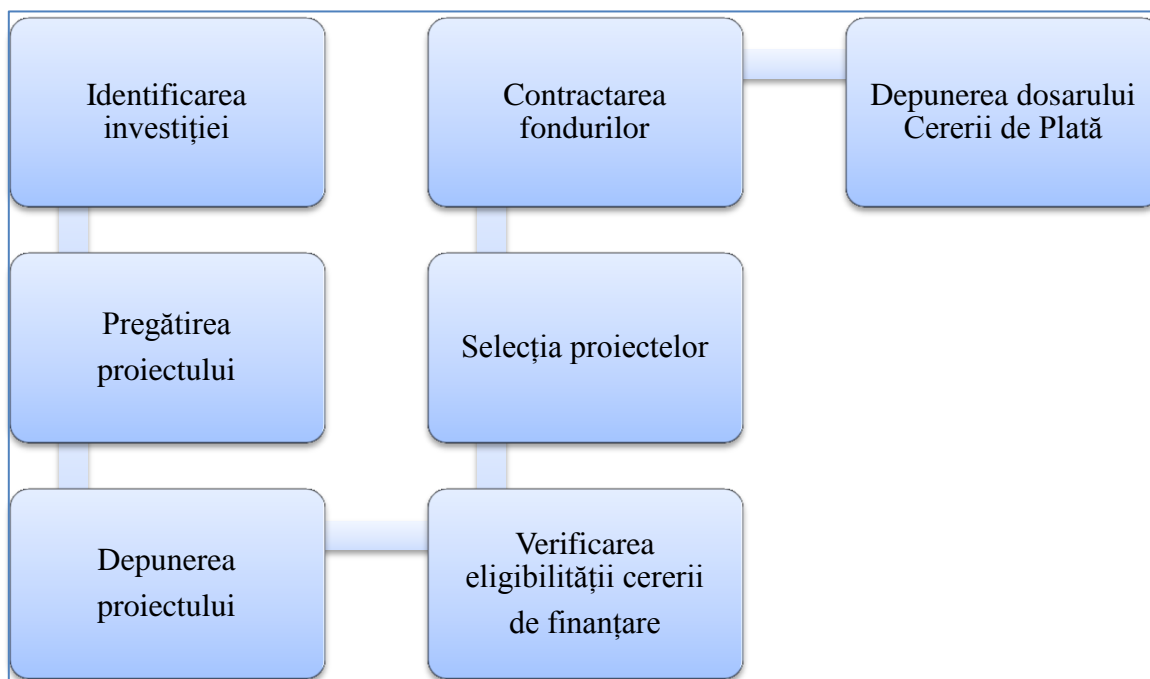 Identificarea
investiției
Pregătirea
proiectului
Depunerea
proiectului
Verificarea
eligibilității cererii
de finanțare
Selecția proiectelor
Contractarea
fondurilor
Depunerea dosarului
Cererii de Plată